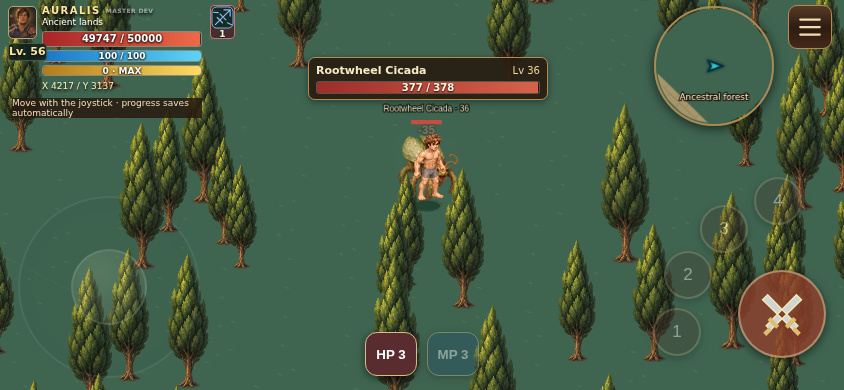 AURALIS MASTER DEV
Ancient lands
49747 / 50000
Lv. 56
100 / 100
0 · MAX
X 4217 / Y 3137
Move with the joystick · progress saves
automatically
1
Rootwheel Cicada Lv 36
377 / 378
Rootwheel Cicada · 36
-35
Ancestral forest
4
3
2
1
HP 3
MP 3